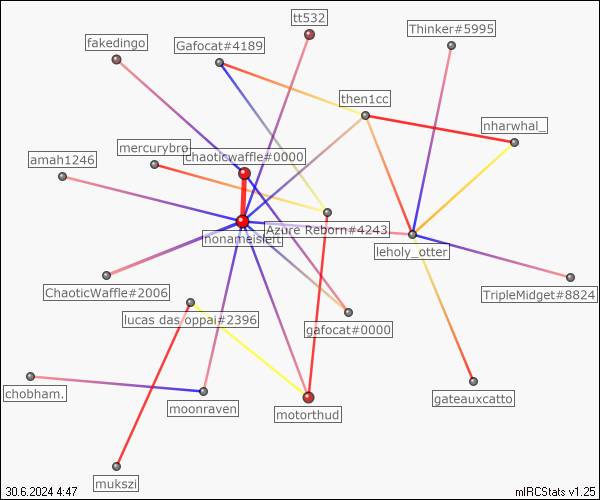 tt532
Thinker#5995
fakedingo
Gafocat#4189
then1cc
nharwhal_
mercurybro
chaoticwaffle#0000
amah1246
Azure Reborn#4243
nonameisfert
leholy_otter
ChaoticWaffle#2006
TripleMidget#8824
lucas das oppai#2396
gafocat#0000
chobham.
moonraven
motorthud
gateauxcatto
mukszi
30.6.2024 4:47
mIRCStats v1.25